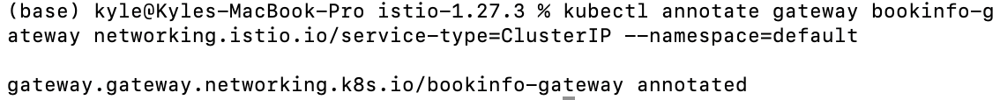 (base) kyle@Kyles-MacBook-Pro istio-1.27.3 % kubectl annotate gateway bookinfo-g
ateway networking.istio.io/service-type=ClusterIP --namespace=default
gateway.gateway.networking.k8s.io/bookinfo-gateway annotated